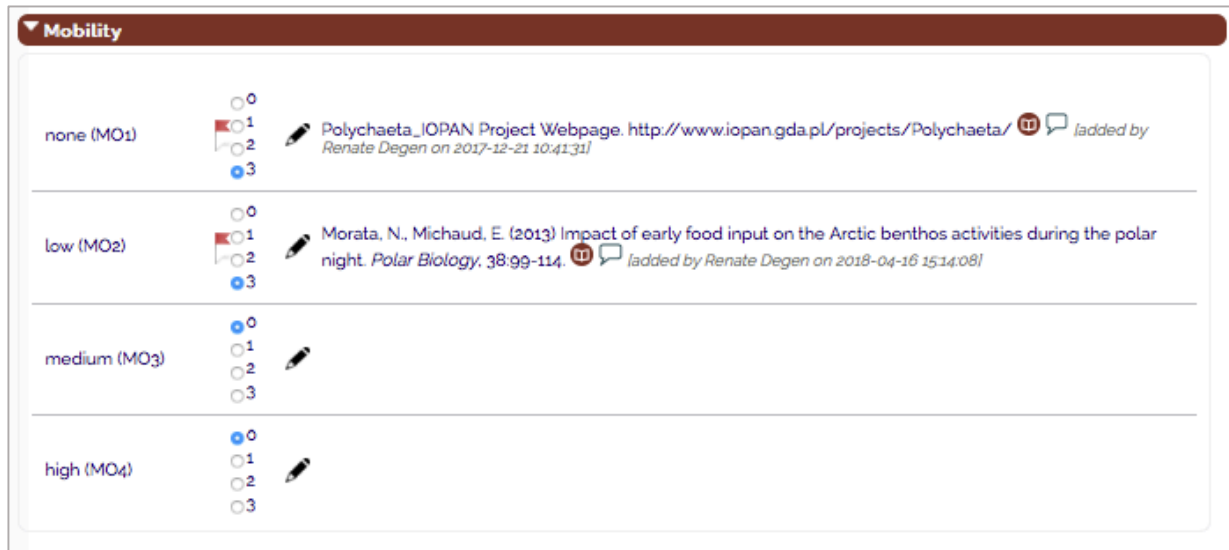 Mobility
0
1
none (MO1)
2
3
Polychaeta_IOPAN Project Webpage. http://www.iopan.gda.pl/projects/Polychaeta/ [added by
Renate Degen on 2017-12-21 10:41:31]
0
1
low (MO2)
2
3
Morata, N., Michaud, E. (2013) Impact of early food input on the Arctic benthos activities during the polar
night. Polar Biology, 38:99-114. [added by Renate Degen on 2018-04-16 15:14:08]
0
1
medium (MO3)
2
3
0
1
high (MO4)
2
3